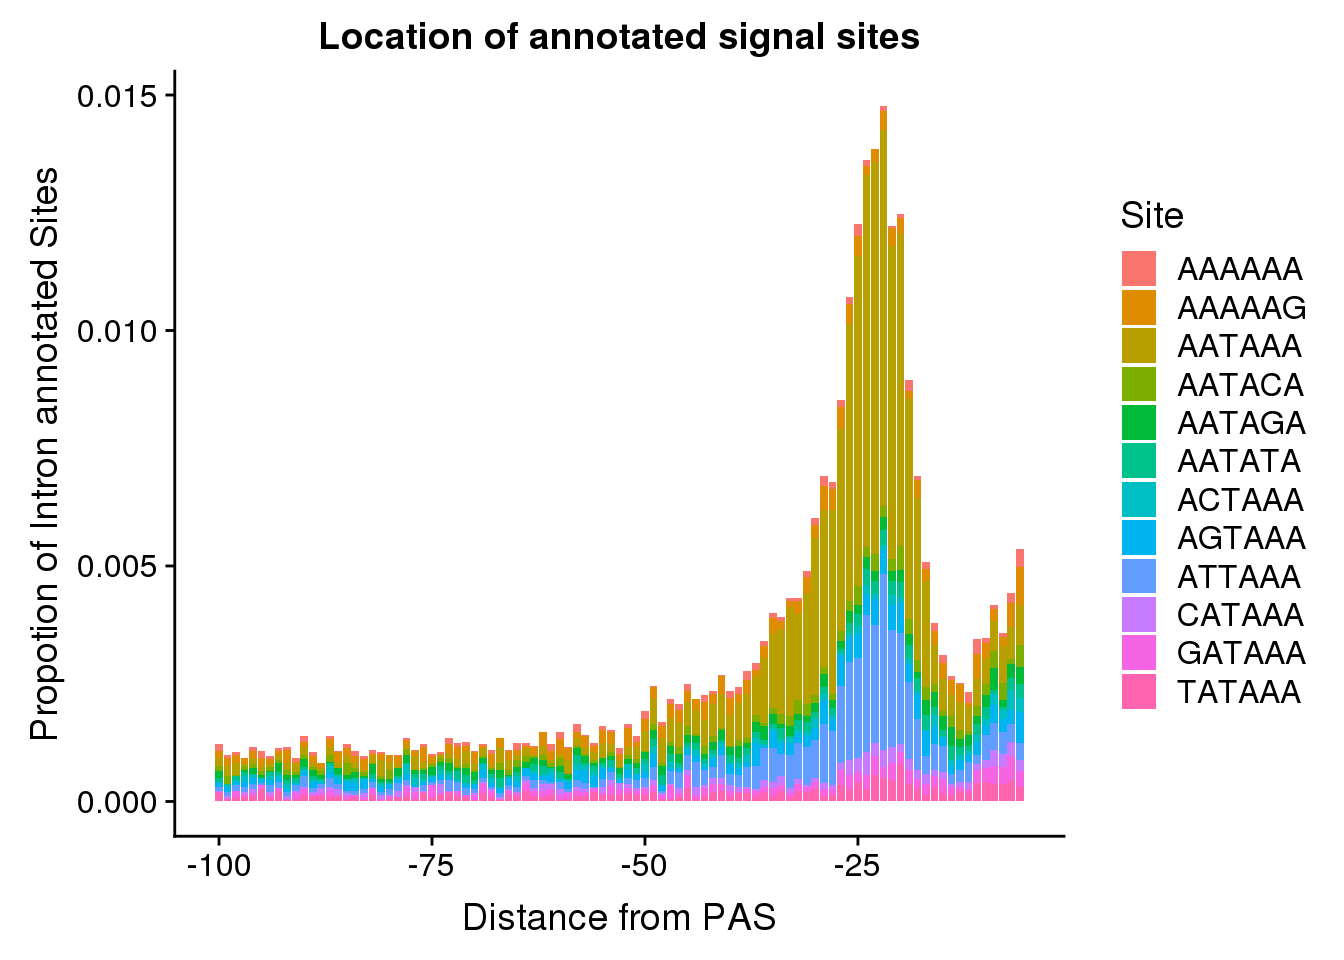 Location of annotated signal sites
Propotion of Intron annotated Sites
0.015
0.010
0.005
0.000
-100
-75
-50
-25
Distance from PAS
Site
AAAAAA
AAAAAG
AATAAA
AATACA
AATAGA
AATATA
ACTAAA
AGTAAA
ATTAAA
CATAAA
GATAAA
TATAAA